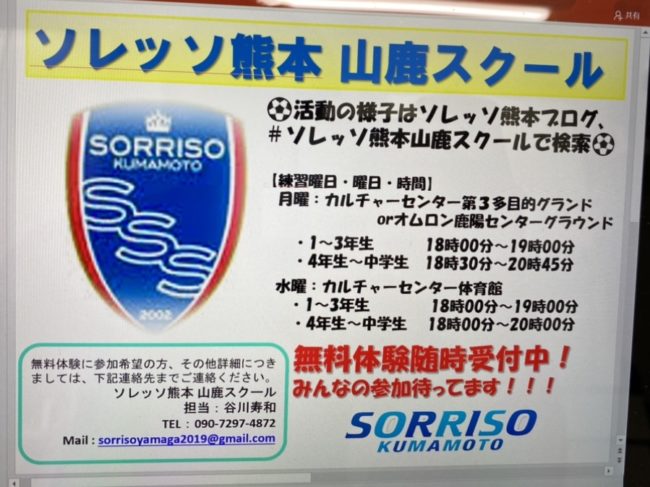 共有
ソレッソ熊本 山鹿スクール
SORRISO
KUMAMOTO
SSS
2002
⚽活動の様子はソレッソ熊本ブログ、
＃ソレッソ熊本山鹿スクールで検索⚽
【練習曜日・曜日・時間】
月曜：カルチャーセンター第３多目的グランド
orオムロン鹿陽センターグラウンド
・1～3年生 18時00分～19時00分
・4年生～中学生 18時30分～20時45分
水曜：カルチャーセンター体育館
・1～3年生 18時00分～19時00分
・4年生～中学生 18時00分～20時00分
無料体験に参加希望の方、その他詳細につき
ましては、下記連絡先までご連絡ください。
ソレッソ熊本 山鹿スクール
担当：谷川寿和
TEL：090-7297-4872
Mail：sorrisoyamaga2019@gmail.com
無料体験随時受付中！
みんなの参加待ってます！！！
SORRISO
KUMAMOTO